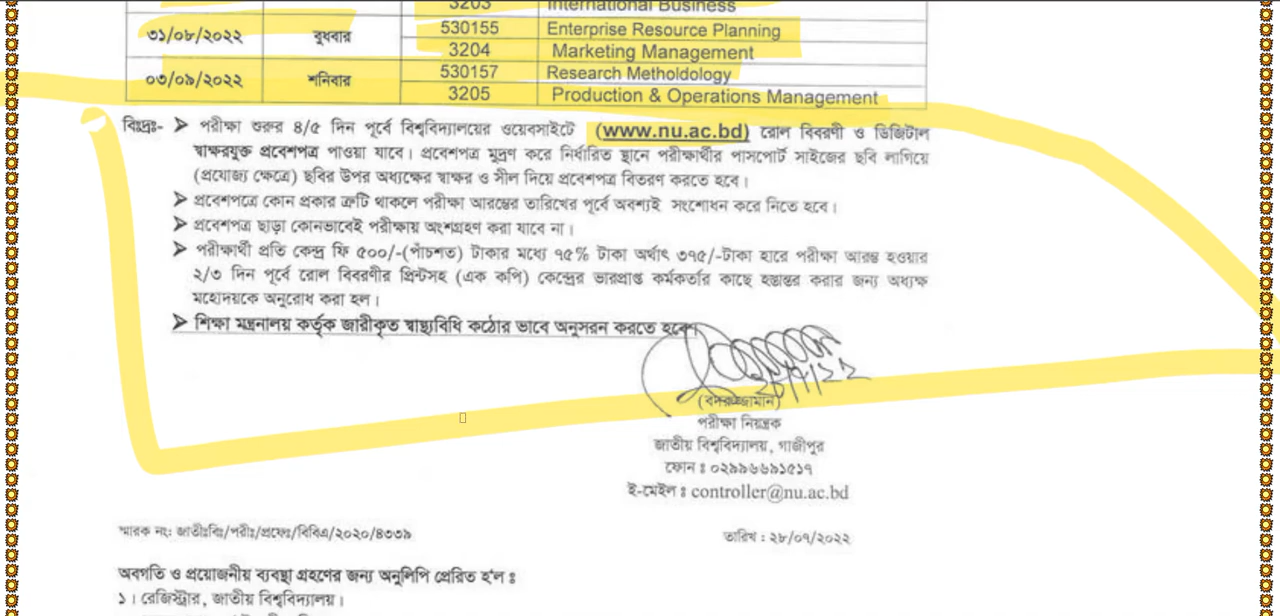 3203 International Business
৩১/০৮/২০২২ বুধবার 530155 Enterprise Resource Planning
3204 Marketing Management
০৩/০৯/২০২২ শনিবার 530157 Research Metholdology
3205 Production & Operations Management
বিঃদ্রঃ- ➢ পরীক্ষা শুরুর ৪/৫ দিন পূর্বে বিশ্ববিদ্যালয়ের ওয়েবসাইটে (www.nu.ac.bd) রোল বিবরণী ও ডিজিটাল
স্বাক্ষরযুক্ত প্রবেশপত্র পাওয়া যাবে। প্রবেশপত্র মুদ্রণ করে নির্ধারিত স্থানে পরীক্ষার্থীর পাসপোর্ট সাইজের ছবি লাগিয়ে
(প্রযোজ্য ক্ষেত্রে) ছবির উপর অধ্যক্ষের স্বাক্ষর ও সীল দিয়ে প্রবেশপত্র বিতরণ করতে হবে।
➢ প্রবেশপত্রে কোন প্রকার ত্রুটি থাকলে পরীক্ষা আরম্ভের তারিখের পূর্বে অবশ্যই সংশোধন করে নিতে হবে।
➢ প্রবেশপত্র ছাড়া কোনভাবেই পরীক্ষায় অংশগ্রহণ করা যাবে না।
➢ পরীক্ষার্থী প্রতি কেন্দ্র ফি ৫০০/-(পাঁচশত) টাকার মধ্যে ৭৫% টাকা অর্থাৎ ৩৭৫/-টাকা হারে পরীক্ষা আরম্ভ হওয়ার
২/৩ দিন পূর্বে রোল বিবরণীর প্রিন্টসহ (এক কপি) কেন্দ্রের ভারপ্রাপ্ত কর্মকর্তার কাছে হস্তান্তর করার জন্য অধ্যক্ষ
মহোদয়কে অনুরোধ করা হল।
➢ শিক্ষা মন্ত্রনালয় কর্তৃক জারীকৃত স্বাস্থ্যবিধি কঠোর ভাবে অনুসরন করতে হবে।
(বদরুজ্জামান)
পরীক্ষা নিয়ন্ত্রক
জাতীয় বিশ্ববিদ্যালয়, গাজীপুর
ফোন ঃ ০২৯৯৬৬৯১৫১৭
ই-মেইল ঃ controller@nu.ac.bd
স্মারক নং: জাতীঃবিঃ/পরীঃ/প্রফেঃ/বিবিএ/২০২০/৪৩৩৯ তারিখ : ২৮/০৭/২০২২
অবগতি ও প্রয়োজনীয় ব্যবস্থা গ্রহণের জন্য অনুলিপি প্রেরিত হ'ল ঃ
১। রেজিস্ট্রার, জাতীয় বিশ্ববিদ্যালয়।